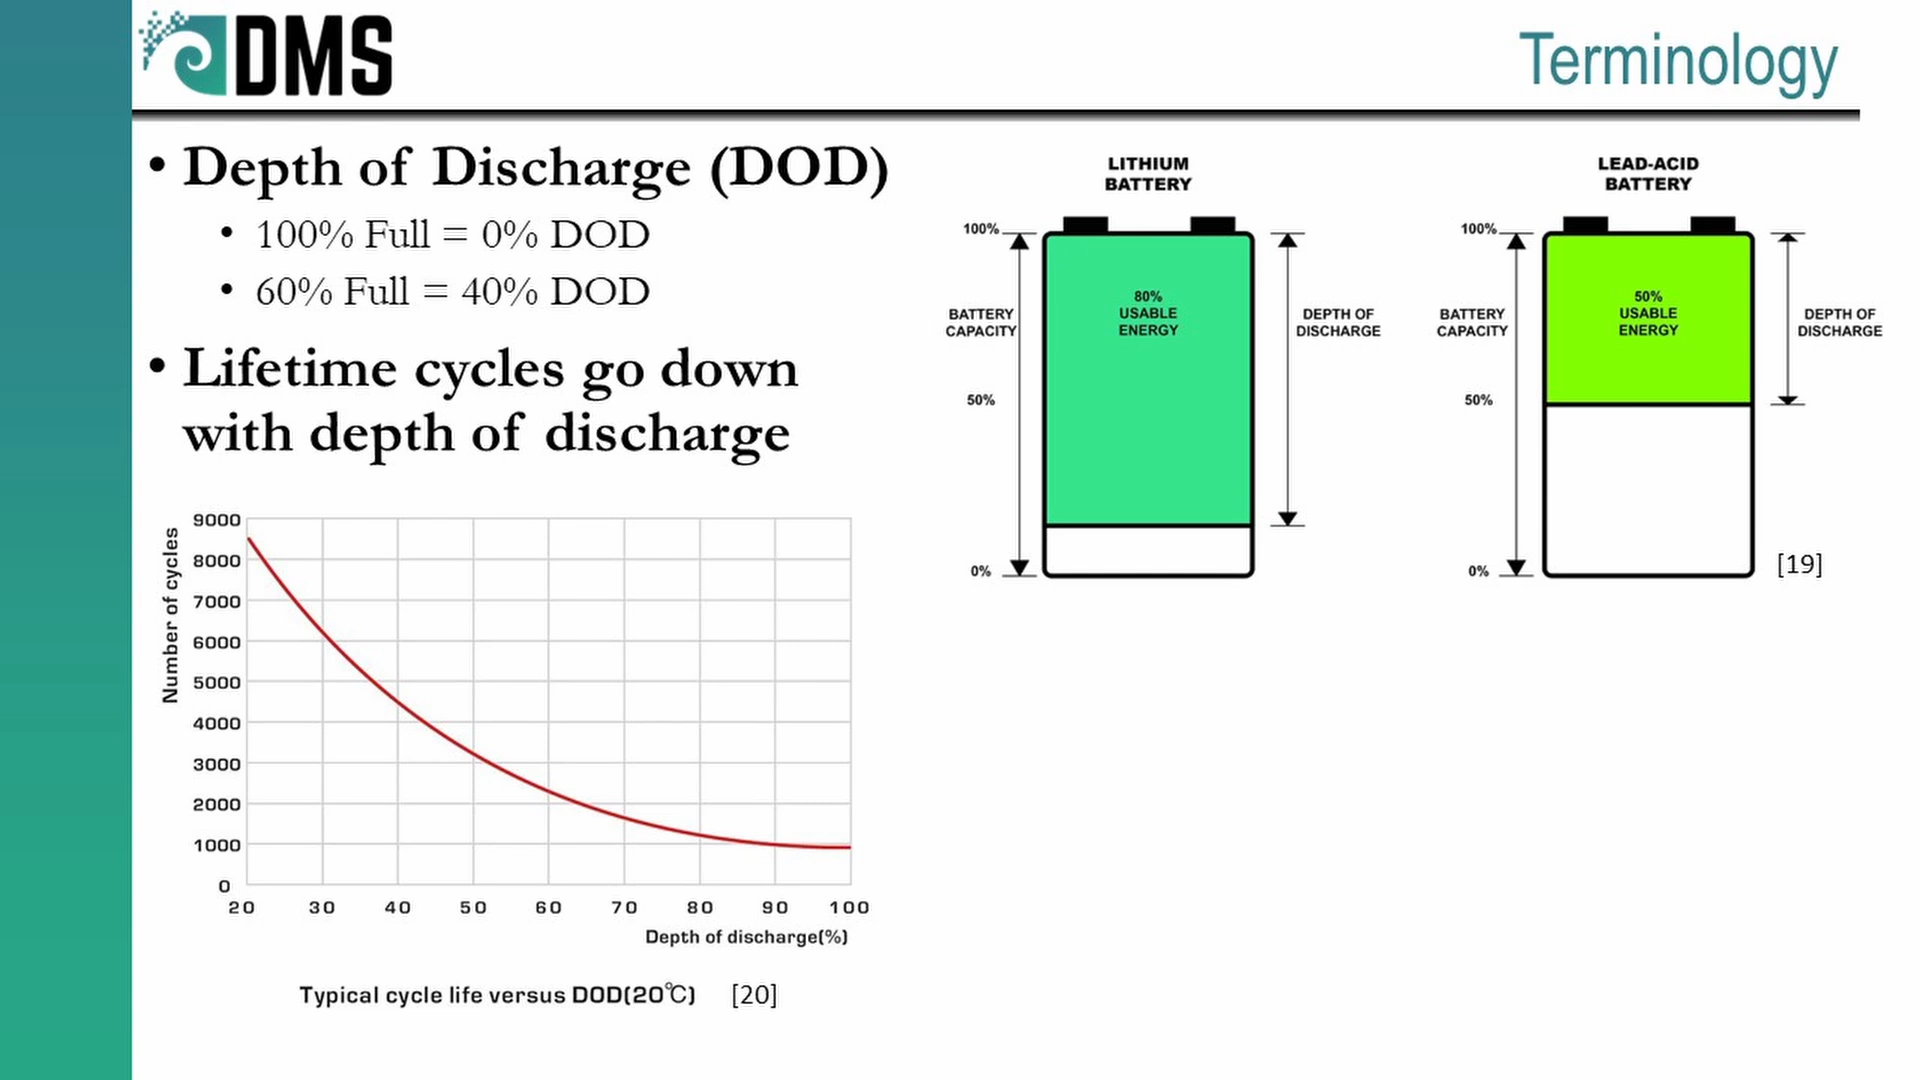 DMS
Terminology
• Depth of Discharge (DOD)
• 100% Full = 0% DOD
• 60% Full = 40% DOD
• Lifetime cycles go down
with depth of discharge
LITHIUM
BATTERY
100%
BATTERY
CAPACITY
50%
0%
80%
USABLE
ENERGY
DEPTH OF
DISCHARGE
LEAD-ACID
BATTERY
100%
BATTERY
CAPACITY
50%
0%
50%
USABLE
ENERGY
DEPTH OF
DISCHARGE
[19]
Number of cycles
9000
8000
7000
6000
5000
4000
3000
2000
1000
0
20 30 40 50 60 70 80 90 100
Depth of discharge(%)
Typical cycle life versus DOD(20℃) [20]